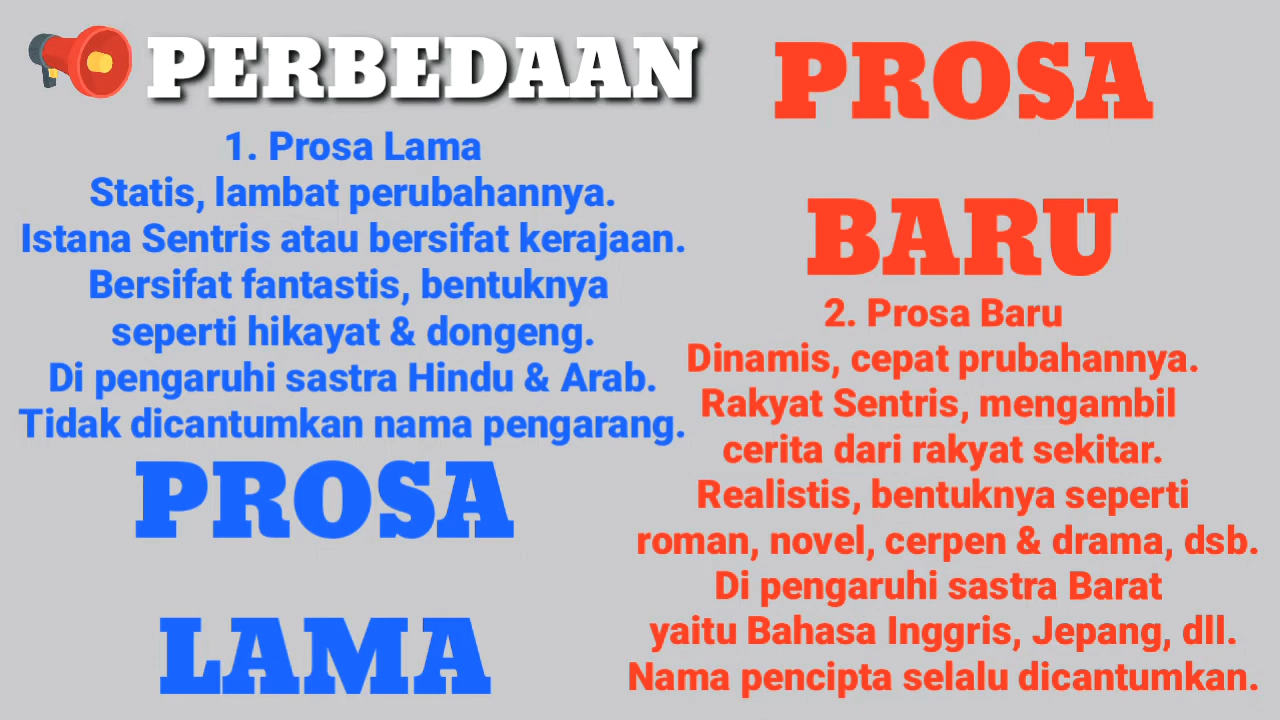 PERBEDAAN
1. Prosa Lama
Statis, lambat perubahannya.
Istana Sentris atau bersifat kerajaan.
Bersifat fantastis, bentuknya
seperti hikayat & dongeng.
Di pengaruhi sastra Hindu & Arab.
Tidak dicantumkan nama pengarang.
PROSA
LAMA
PROSA
BARU
2. Prosa Baru
Dinamis, cepat prubahannya.
Rakyat Sentris, mengambil
cerita dari rakyat sekitar.
Realistis, bentuknya seperti
roman, novel, cerpen & drama, dsb.
Di pengaruhi sastra Barat
yaitu Bahasa Inggris, Jepang, dll.
Nama pencipta selalu dicantumkan.